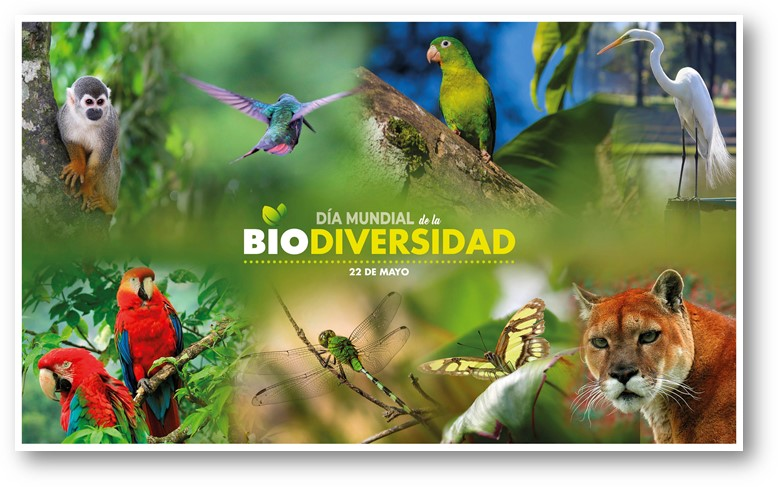 DÍA MUNDIAL de la
BIODIVERSIDAD
22 DE MAYO